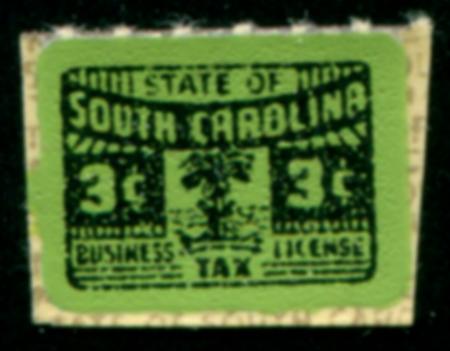 STATE OF
SOUTH CAROLINA
3¢ 3¢
BUSINESS LICENSE
TAX